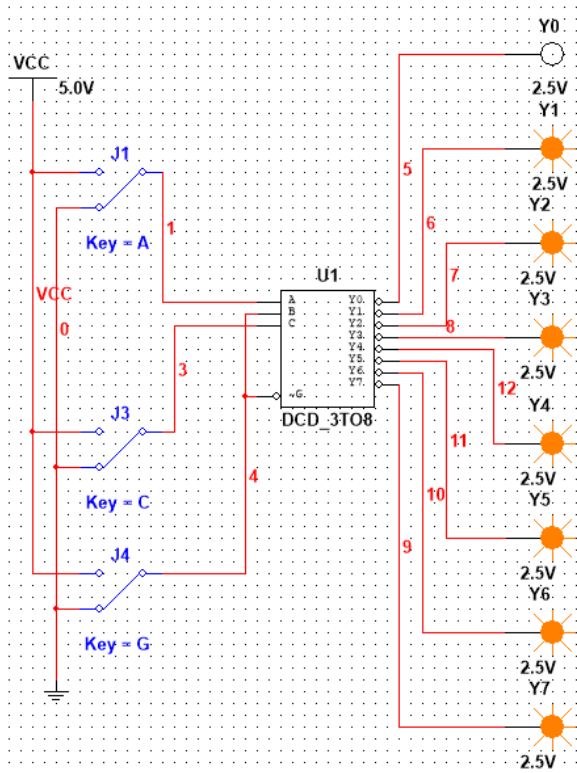 VCC
5.0V
J1
Key = A
1
VCC
0
J3
Key = C
3
J4
Key = G
4
U1
A
B
C
~G
Y0
Y1
Y2
Y3
Y4
Y5
Y6
Y7
DCD_3TO8
5
6
7
8
12
11
10
9
Y0
2.5V
Y1
2.5V
Y2
2.5V
Y3
2.5V
Y4
2.5V
Y5
2.5V
Y6
2.5V
Y7
2.5V